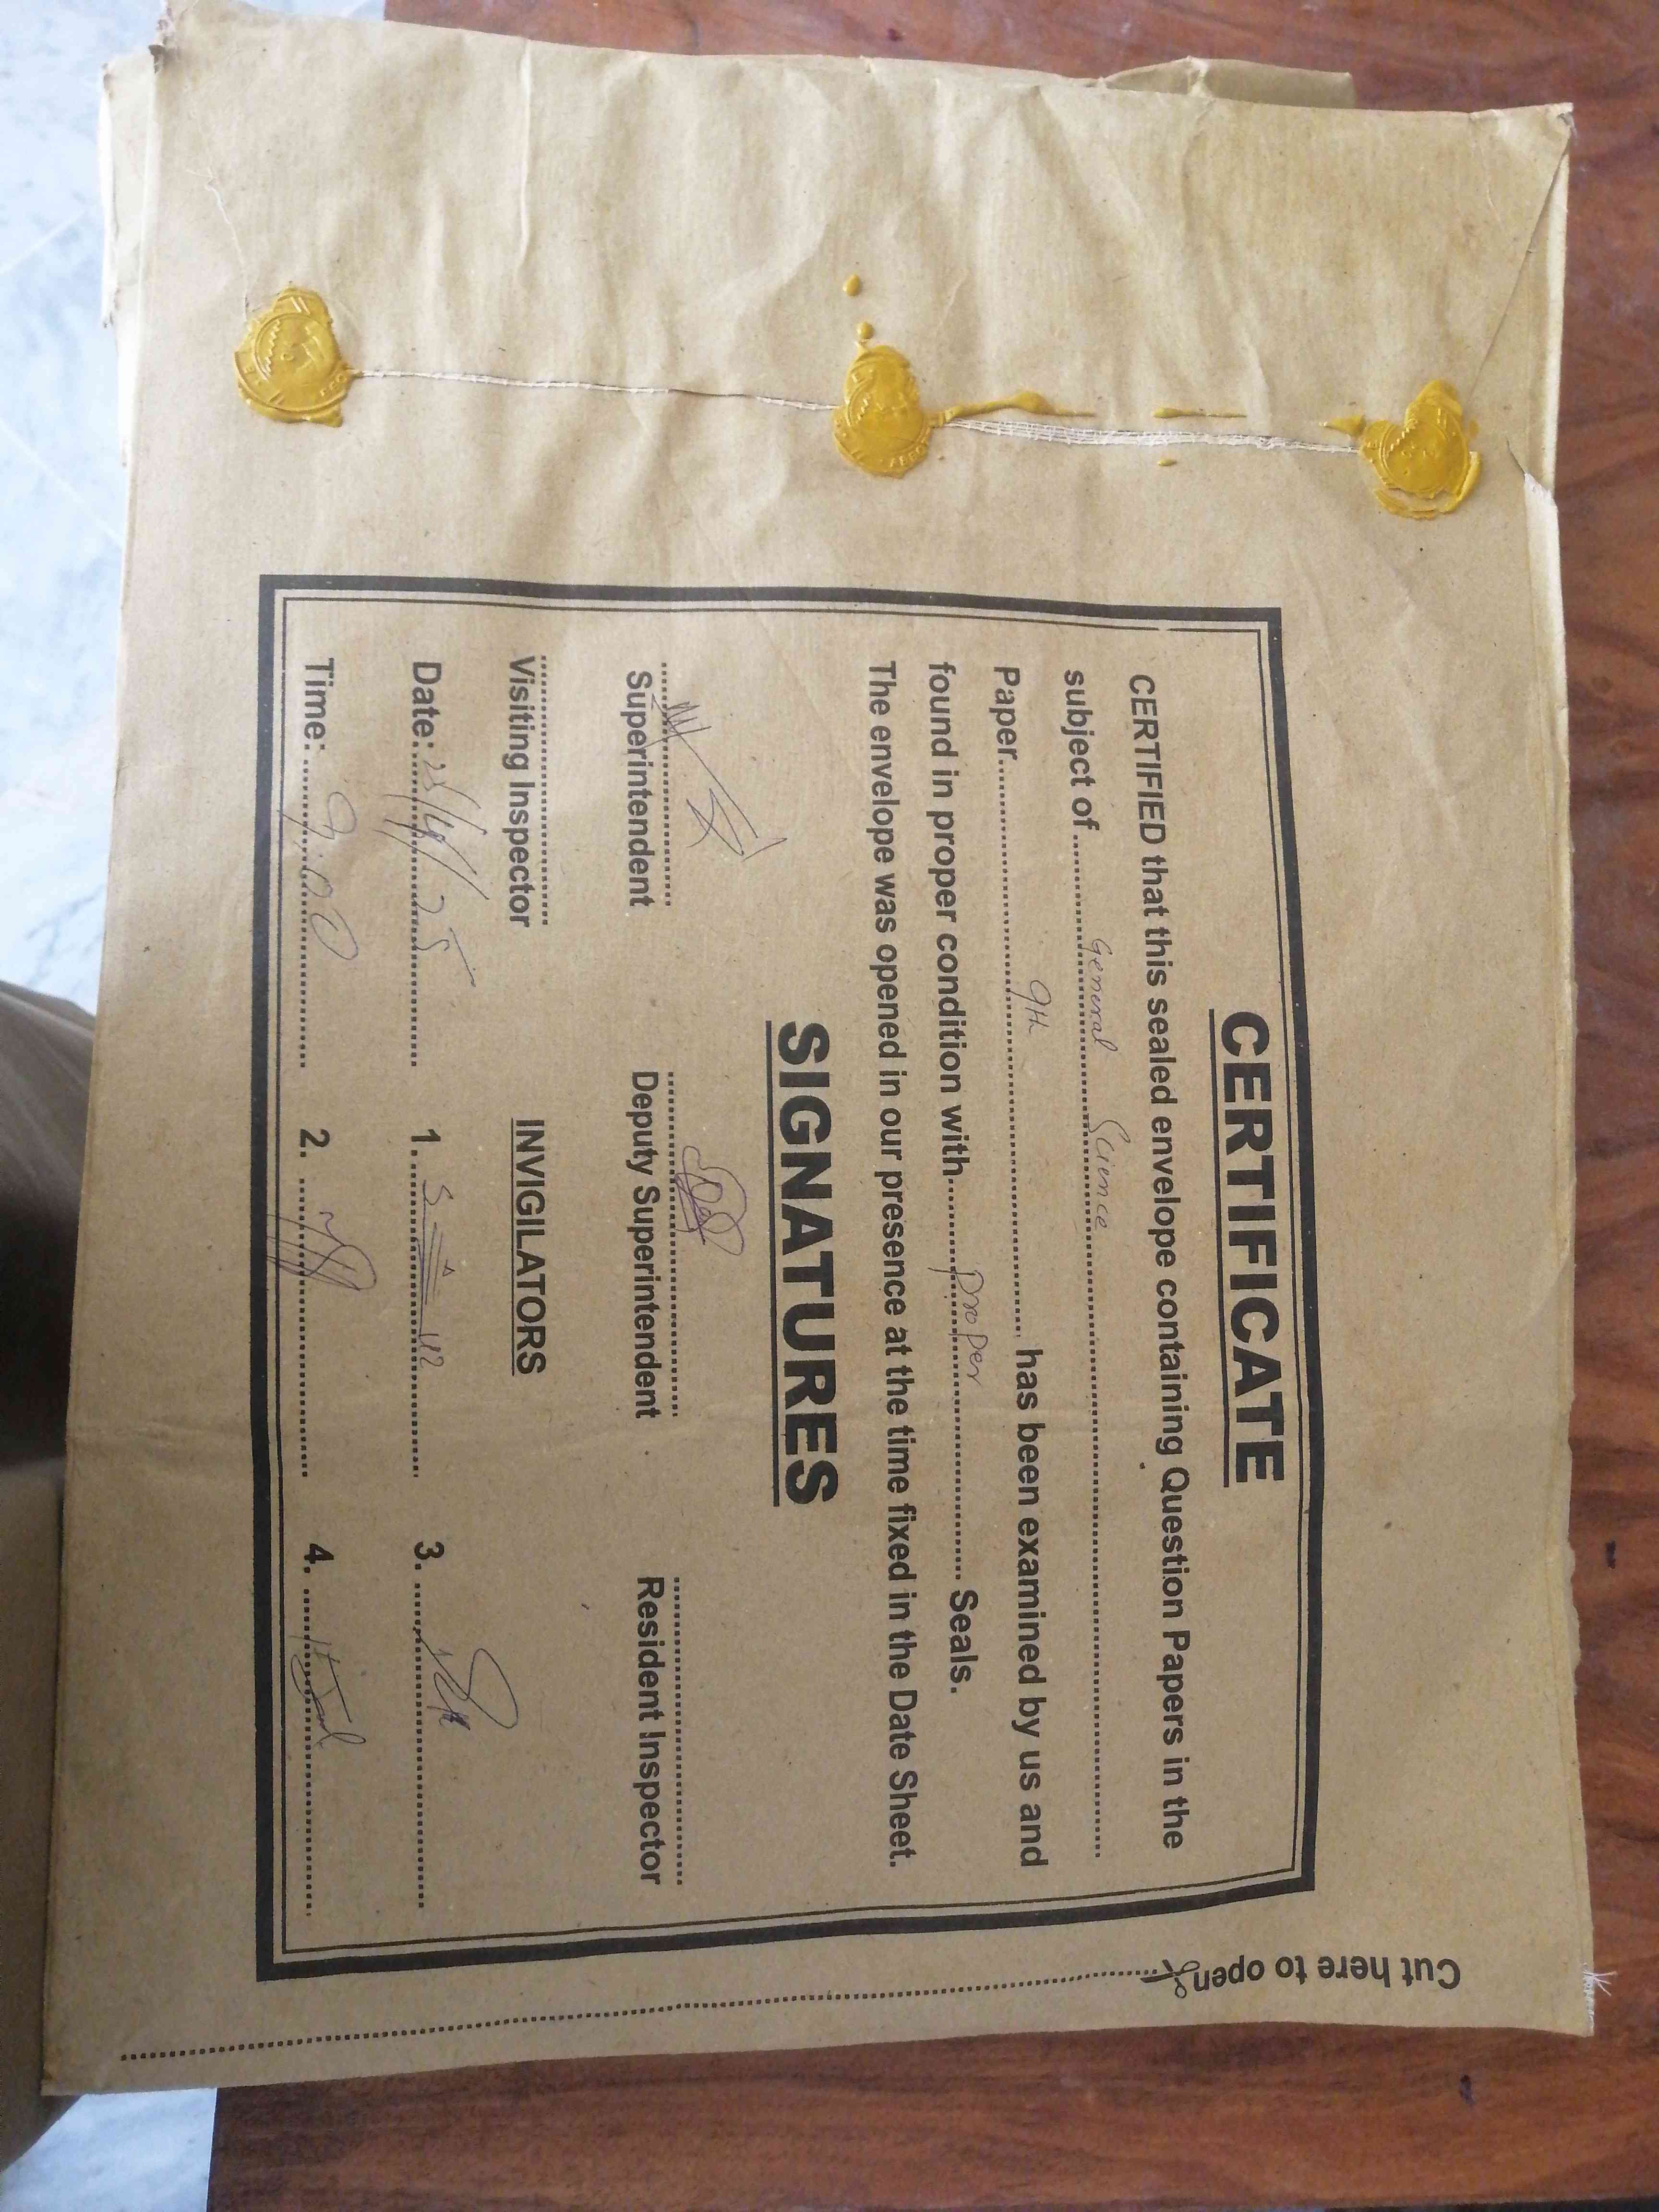 CERTIFICATE
CERTIFIED that this sealed envelope containing Question Papers in the
subject of.......General Science.......
Paper.......9th....... has been examined by us and
found in proper condition with.......proper....... Seals.
The envelope was opened in our presence at the time fixed in the Date Sheet.
SIGNATURES
Superintendent Deputy Superintendent Resident Inspector
Visiting Inspector INVIGILATORS
Date: 25/4/25 1. 3.
Time: 9:00 2. 4.
Cut here to open